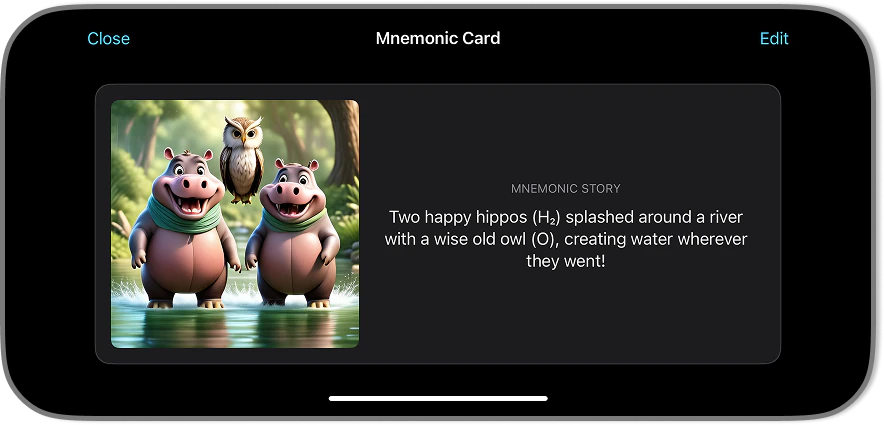 Close
Mnemonic Card
Edit
MNEMONIC STORY
Two happy hippos (H₂) splashed around a river
with a wise old owl (O), creating water wherever
they went!